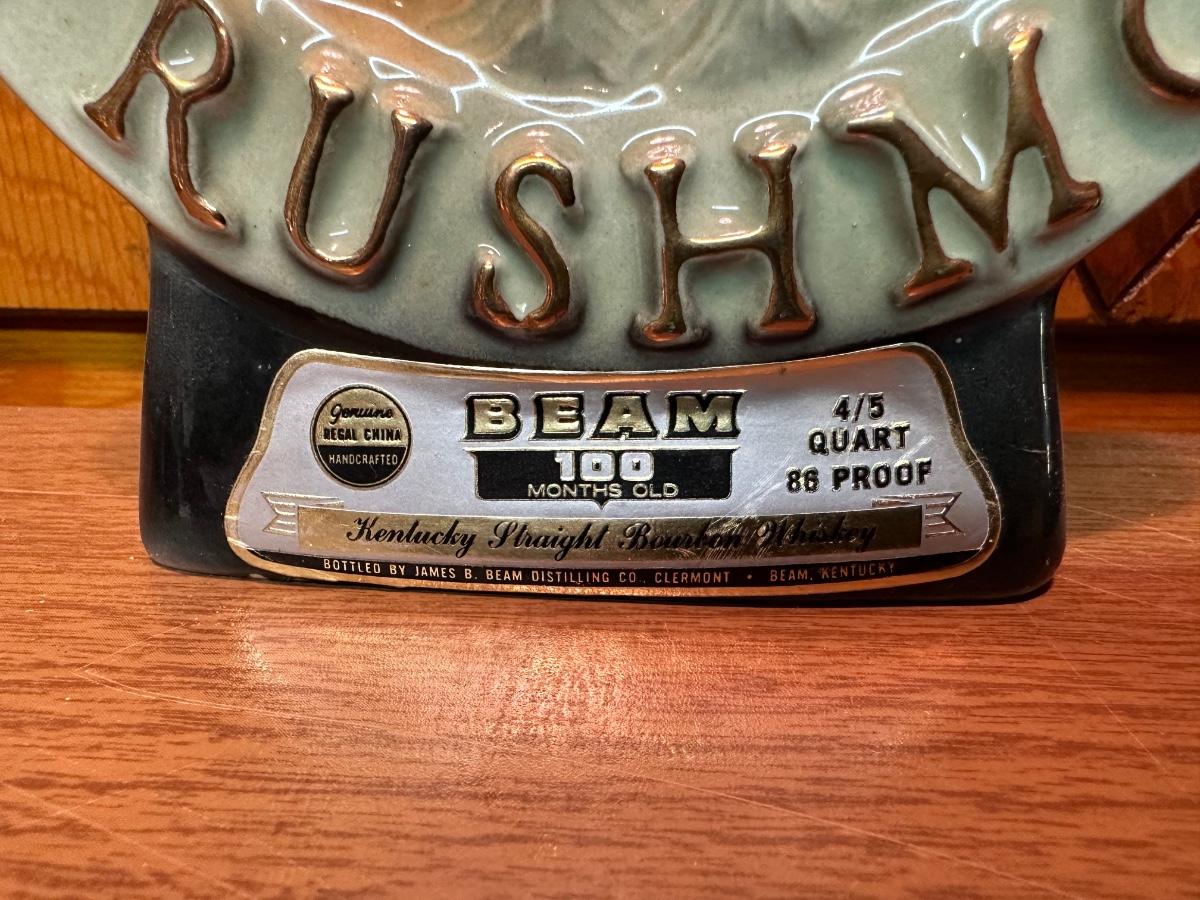 RUSHMO
Genuine
REGAL CHINA
HANDCRAFTED
BEAM
100
MONTHS OLD
4/5
QUART
86 PROOF
Kentucky Straight Bourbon Whiskey
BOTTLED BY JAMES B. BEAM DISTILLING CO., CLERMONT • BEAM, KENTUCKY